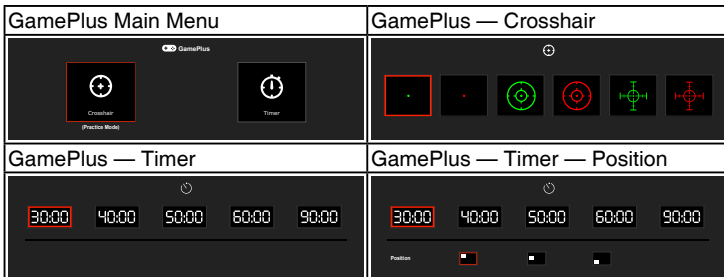 GamePlus Main Menu
GamePlus — Crosshair
GamePlus
Crosshair
Timer
(Practice Mode)
GamePlus — Timer
GamePlus — Timer — Position
30:00 40:00 50:00 60:00 90:00
30:00 40:00 50:00 60:00 90:00
Position